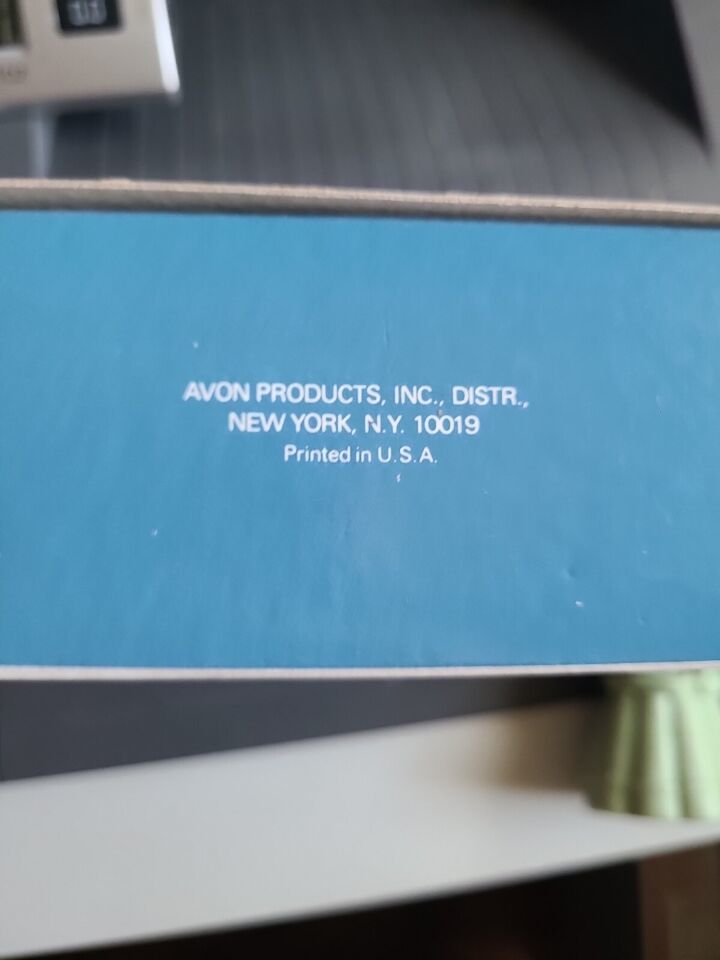 AVON PRODUCTS, INC., DISTR.,
NEW YORK, N.Y. 10019
Printed in U.S.A.